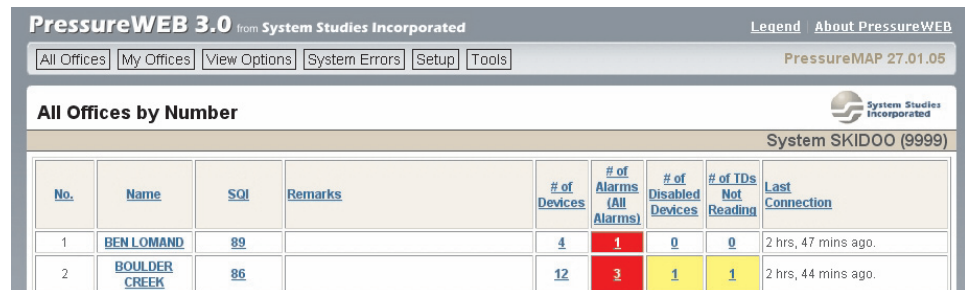 PressureWEB 3.0 from System Studies Incorporated
Legend | About PressureWEB
All Offices My Offices View Options System Errors Setup Tools
PressureMAP 27.01.05
All Offices by Number
System Studies
Incorporated
System SKIDOO (9999)
No. Name SQI Remarks # of Devices # of Alarms (All Alarms) # of Disabled Devices # of TDs Not Reading Last Connection
1 BEN LOMAND 89 4 1 0 0 2 hrs, 47 mins ago.
2 BOULDER CREEK 86 12 3 1 1 2 hrs, 44 mins ago.